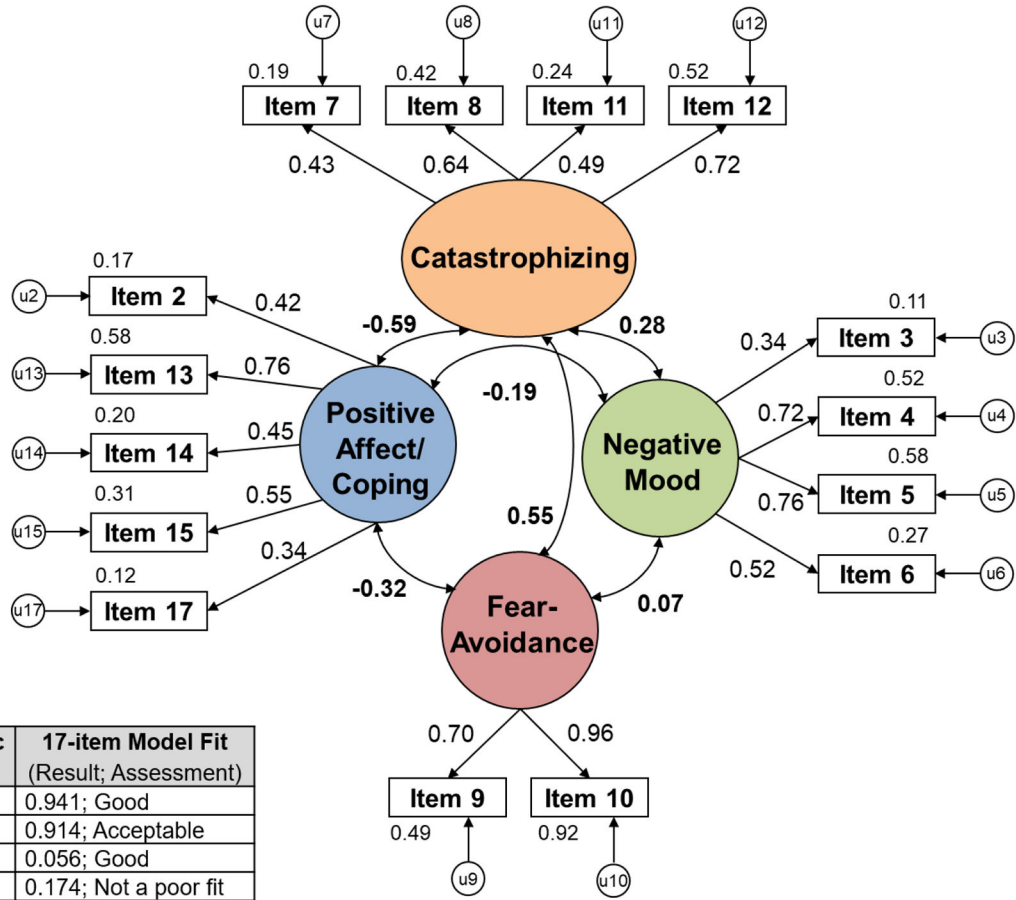 u7
u8
u11
u12
0.19
0.42
0.24
0.52
Item 7
Item 8
Item 11
Item 12
0.43
0.64
0.49
0.72
Catastrophizing
0.17
u2
Item 2
0.42
0.58
u13
Item 13
0.76
0.20
u14
Item 14
0.45
0.31
u15
Item 15
0.55
0.12
u17
Item 17
0.34
-0.59
0.28
-0.19
Positive
Affect/
Coping
Negative
Mood
0.11
0.34
Item 3
u3
0.52
0.72
Item 4
u4
0.58
0.76
Item 5
u5
0.27
0.52
Item 6
u6
0.55
-0.32
0.07
Fear-
Avoidance
0.70
0.96
Item 9
Item 10
0.49
0.92
u9
u10
c
17-item Model Fit
(Result; Assessment)
0.941; Good
0.914; Acceptable
0.056; Good
0.174; Not a poor fit